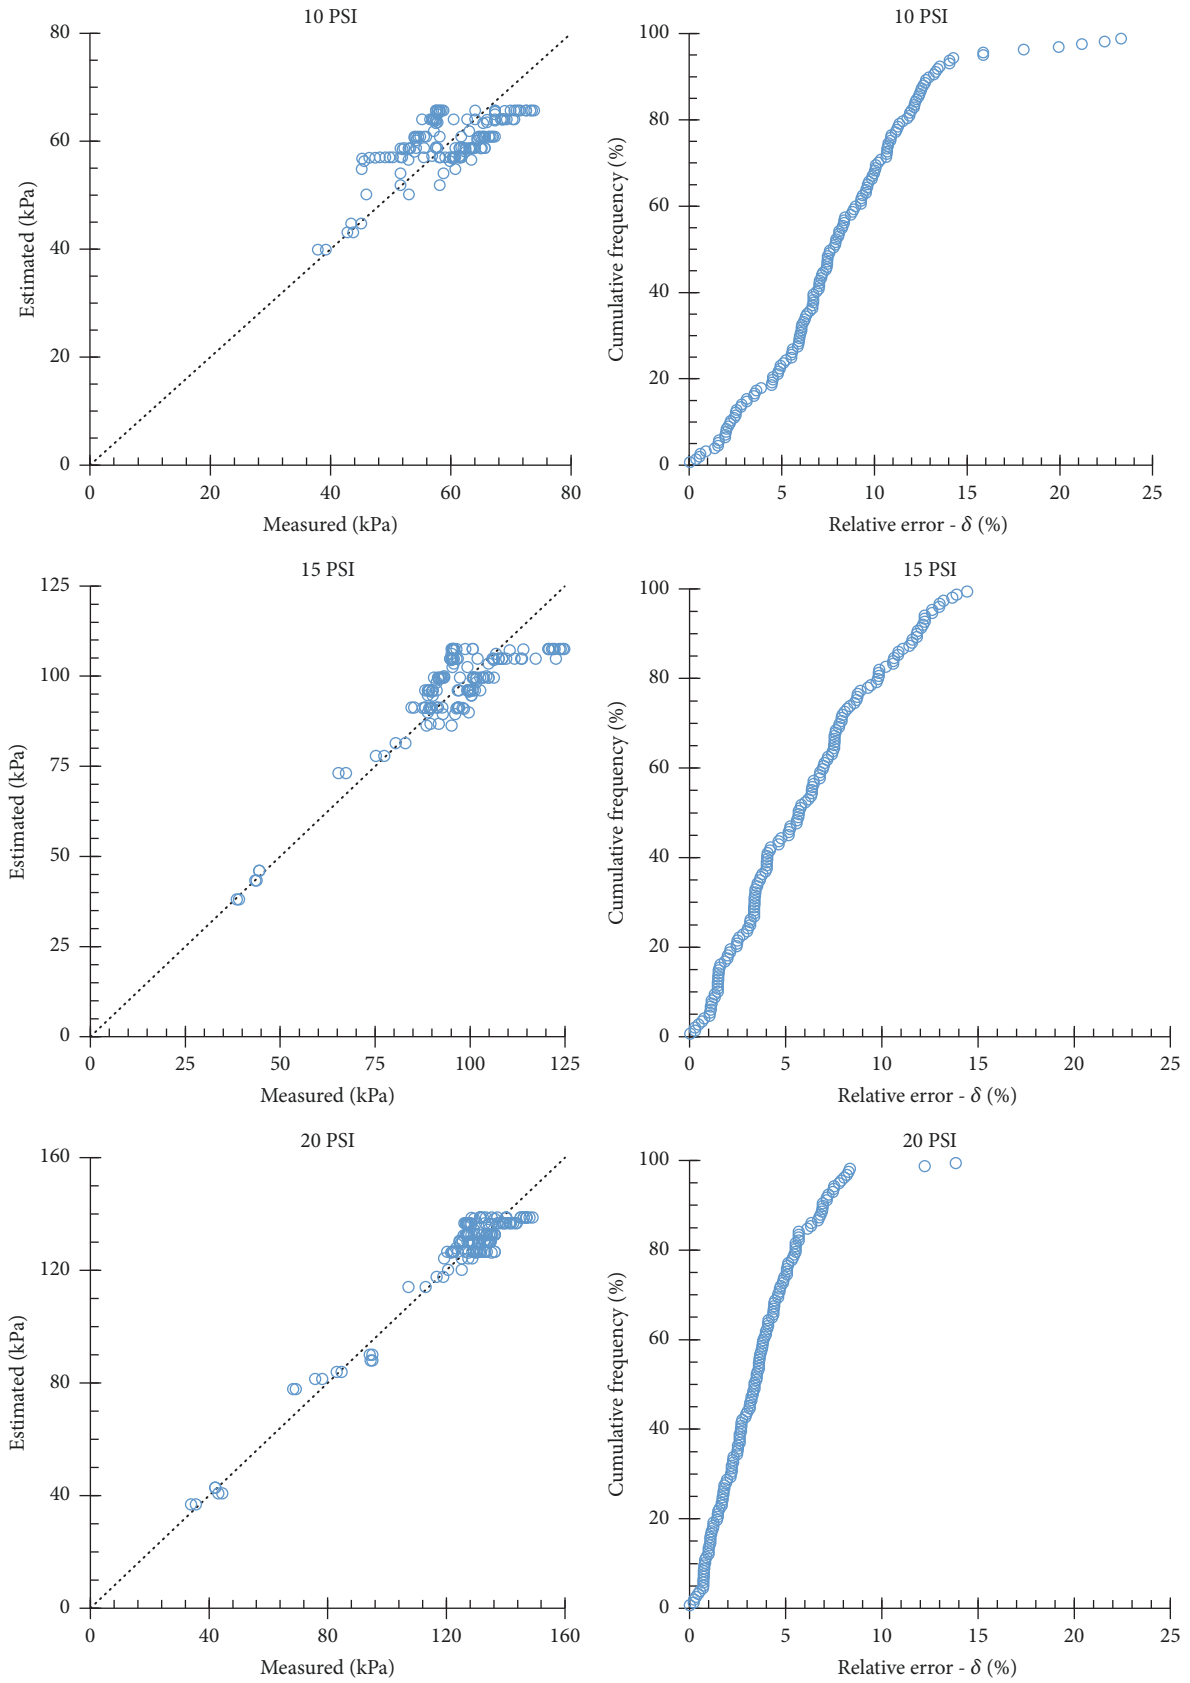 10 PSI
80
60
40
20
0
0 20 40 60 80
Estimated (kPa)
Measured (kPa)
10 PSI
100
80
60
40
20
0
0 5 10 15 20 25
Cumulative frequency (%)
Relative error - δ (%)
15 PSI
125
100
75
50
25
0
0 25 50 75 100 125
Estimated (kPa)
Measured (kPa)
15 PSI
100
80
60
40
20
0
0 5 10 15 20 25
Cumulative frequency (%)
Relative error - δ (%)
20 PSI
160
120
80
40
0
0 40 80 120 160
Estimated (kPa)
Measured (kPa)
20 PSI
100
80
60
40
20
0
0 5 10 15 20 25
Cumulative frequency (%)
Relative error - δ (%)